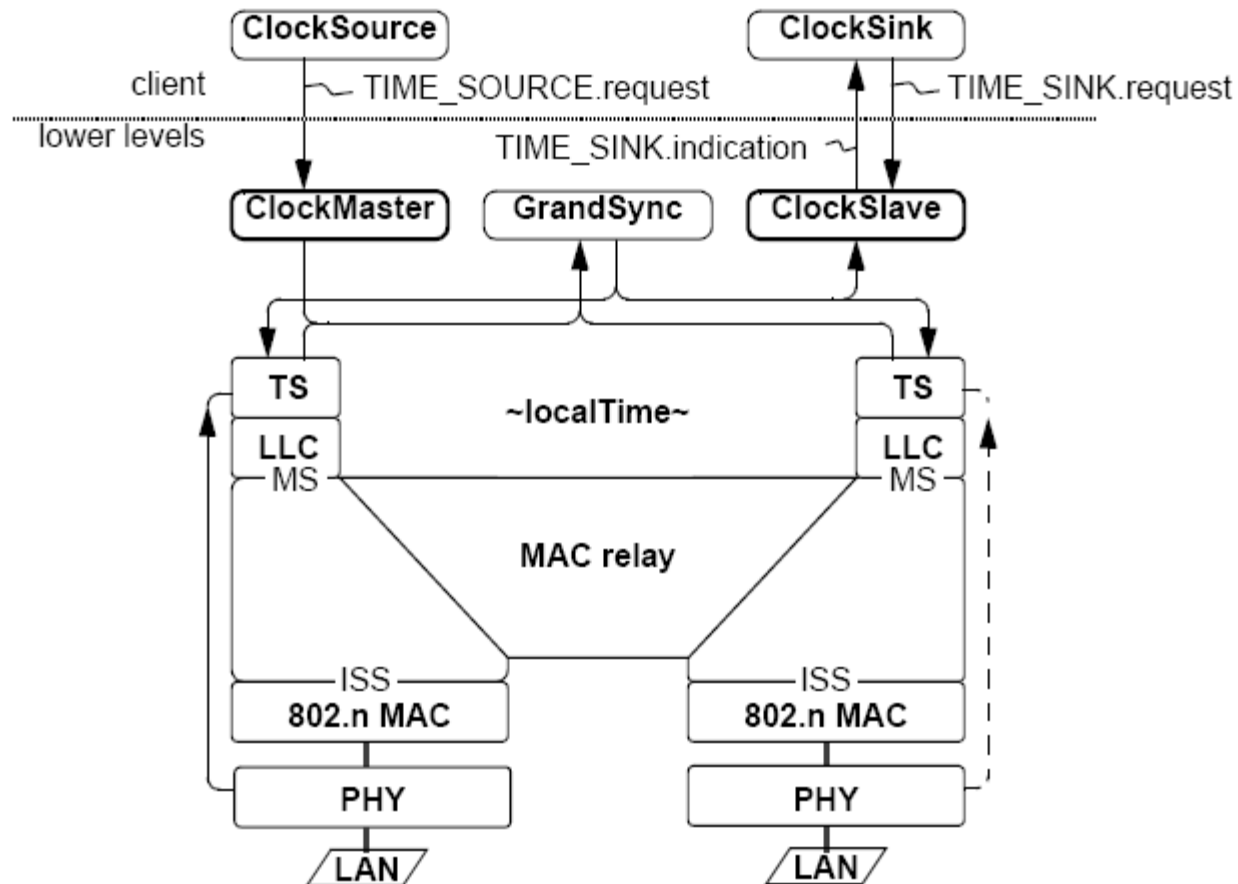 ClockSource
ClockSink
client
TIME_SOURCE.request
TIME_SINK.request
lower levels
TIME_SINK.indication
ClockMaster
GrandSync
ClockSlave
TS
TS
~localTime~
LLC
LLC
MS
MS
MAC relay
ISS
ISS
802.n MAC
802.n MAC
PHY
PHY
LAN
LAN